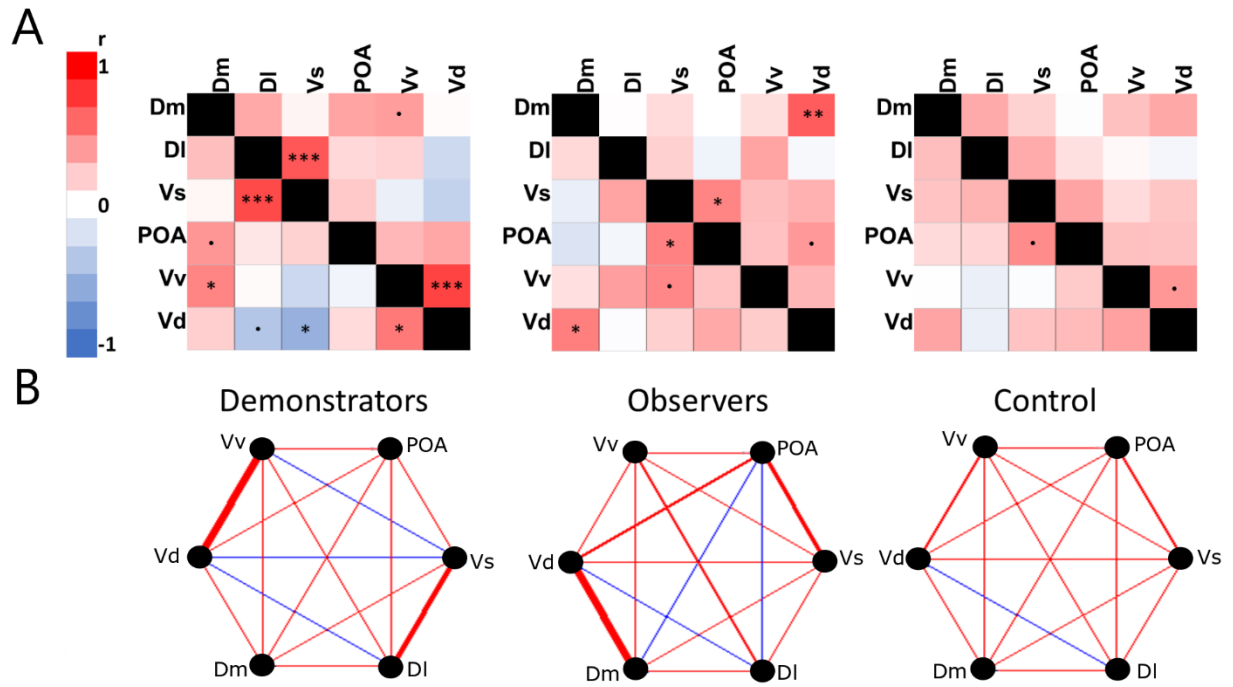 A
r
1
0
-1
Dm Dl Vs POA Vv Vd
Dm •
Dl ***
Vs ***
POA •
Vv * ***
Vd • * *
Dm Dl Vs POA Vv Vd
Dm **
Dl
Vs *
POA * •
Vv •
Vd *
Dm Dl Vs POA Vv Vd
Dm
Dl
Vs
POA •
Vv •
Vd
B
Demonstrators
Vv POA
Vd Vs
Dm Dl
Observers
Vv POA
Vd Vs
Dm Dl
Control
Vv POA
Vd Vs
Dm Dl